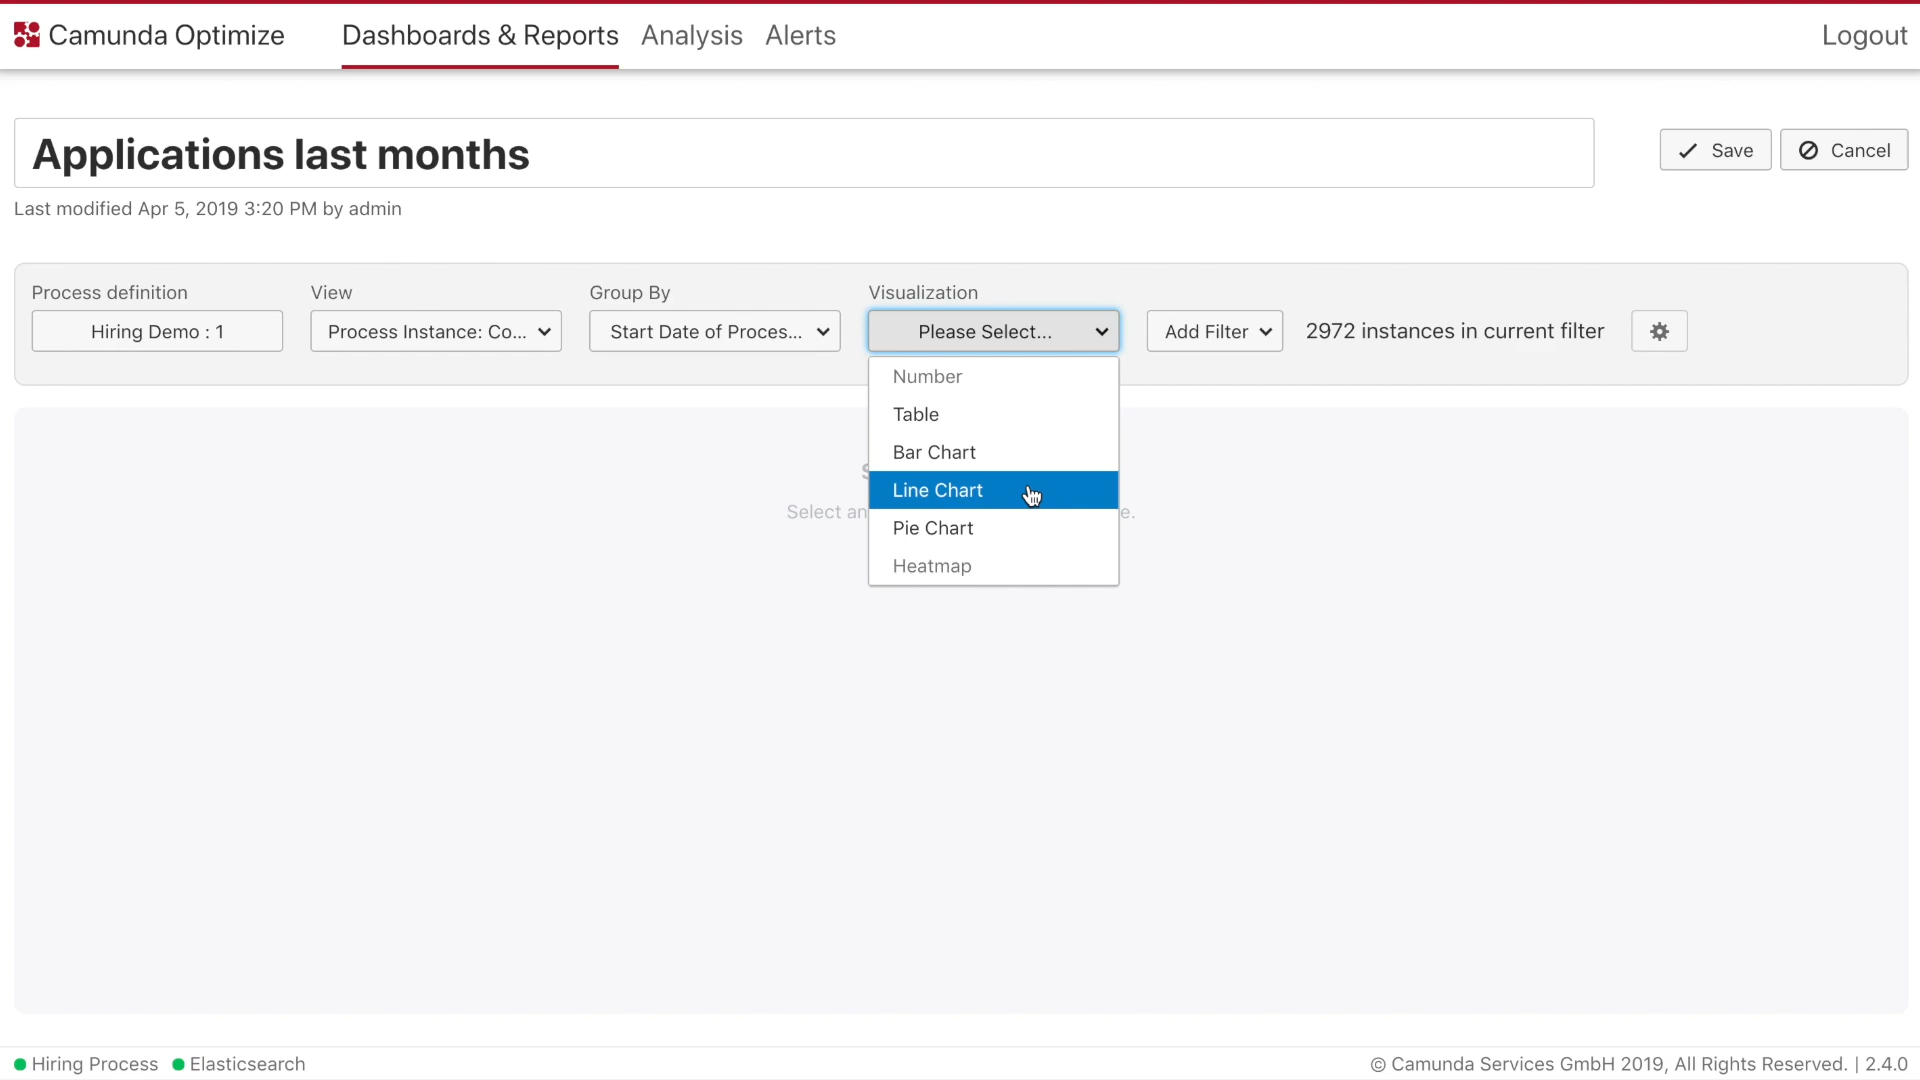 Camunda Optimize Dashboards & Reports Analysis Alerts Logout
Applications last months
Save Cancel
Last modified Apr 5, 2019 3:20 PM by admin
Process definition View Group By Visualization
Hiring Demo : 1 Process Instance: Co... Start Date of Proces... Please Select... Add Filter 2972 instances in current filter
Number
Table
Bar Chart
Line Chart
Select an e.
Pie Chart
Heatmap
Hiring Process Elasticsearch © Camunda Services GmbH 2019, All Rights Reserved. | 2.4.0